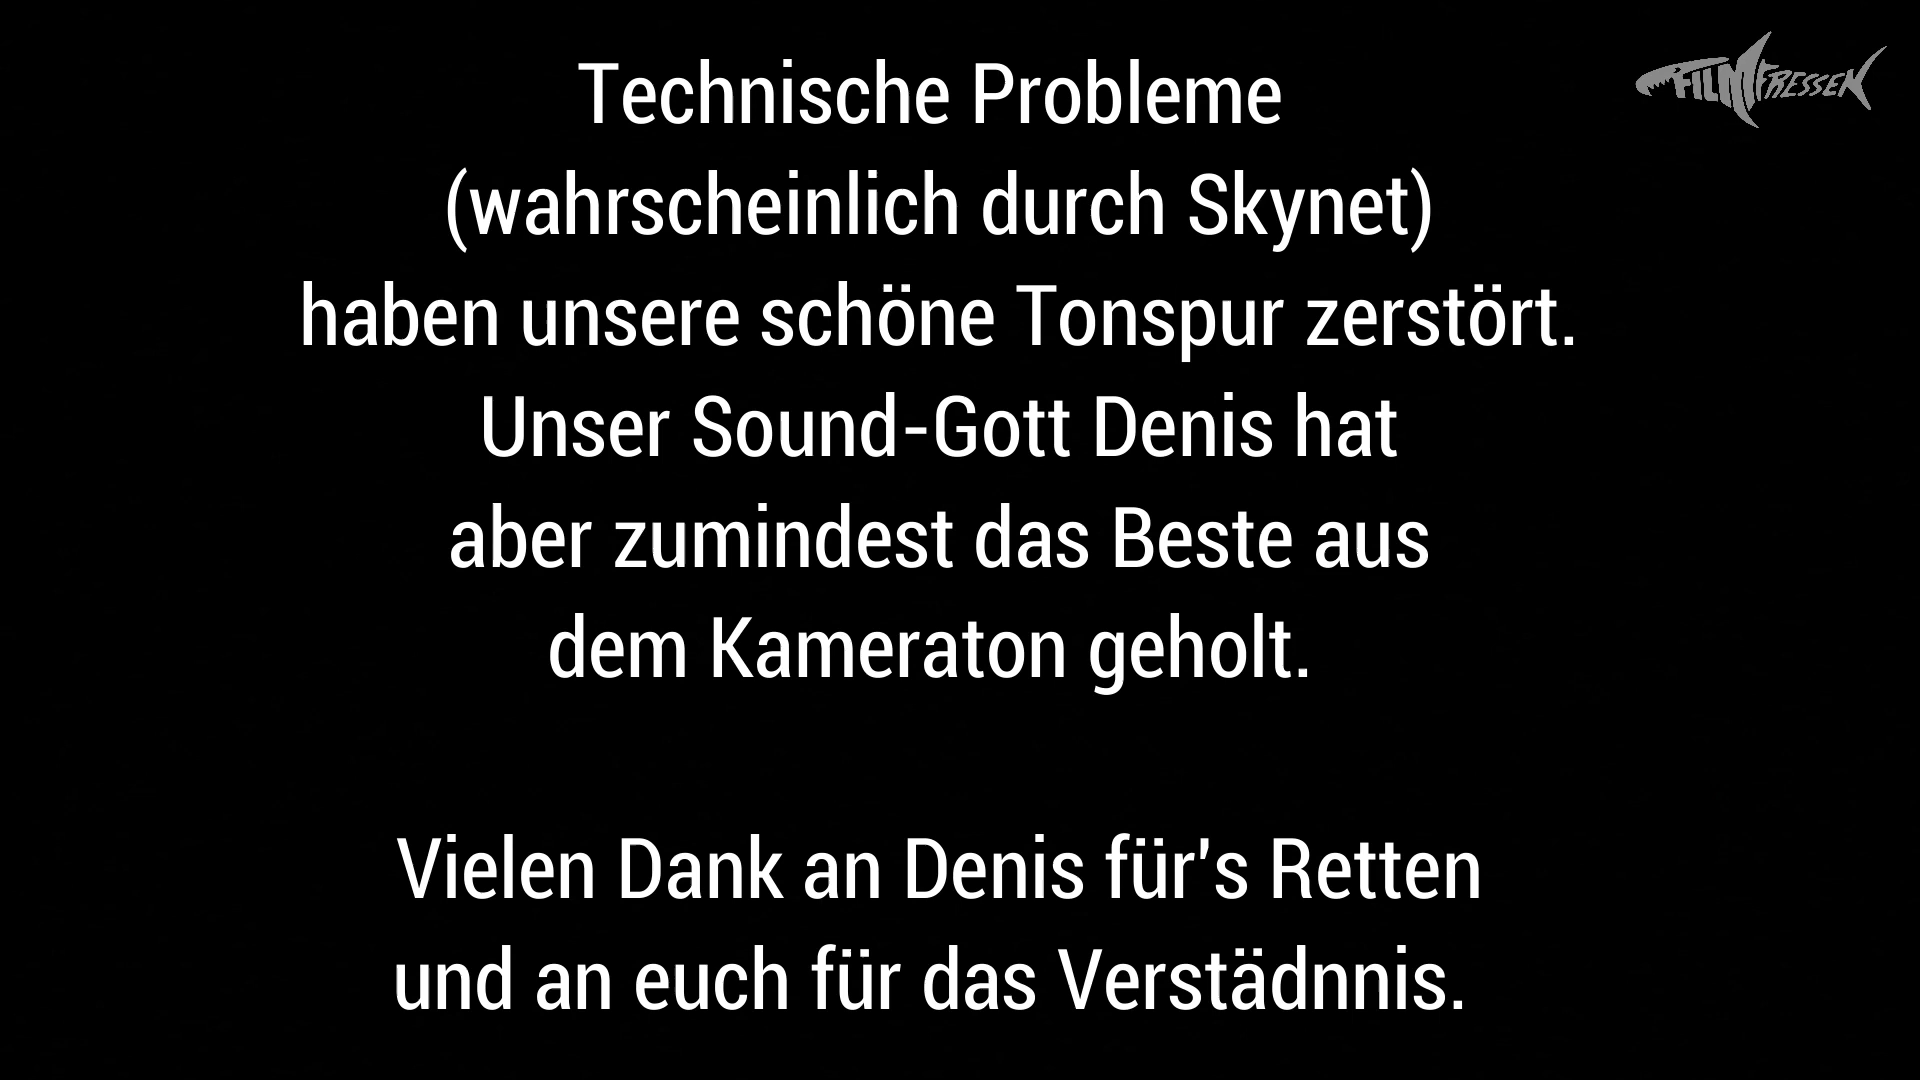 Technische Probleme
FILMFRESSEN
(wahrscheinlich durch Skynet)
haben unsere schöne Tonspur zerstört.
Unser Sound-Gott Denis hat
aber zumindest das Beste aus
dem Kameraton geholt.
Vielen Dank an Denis für's Retten
und an euch für das Verstädnnis.